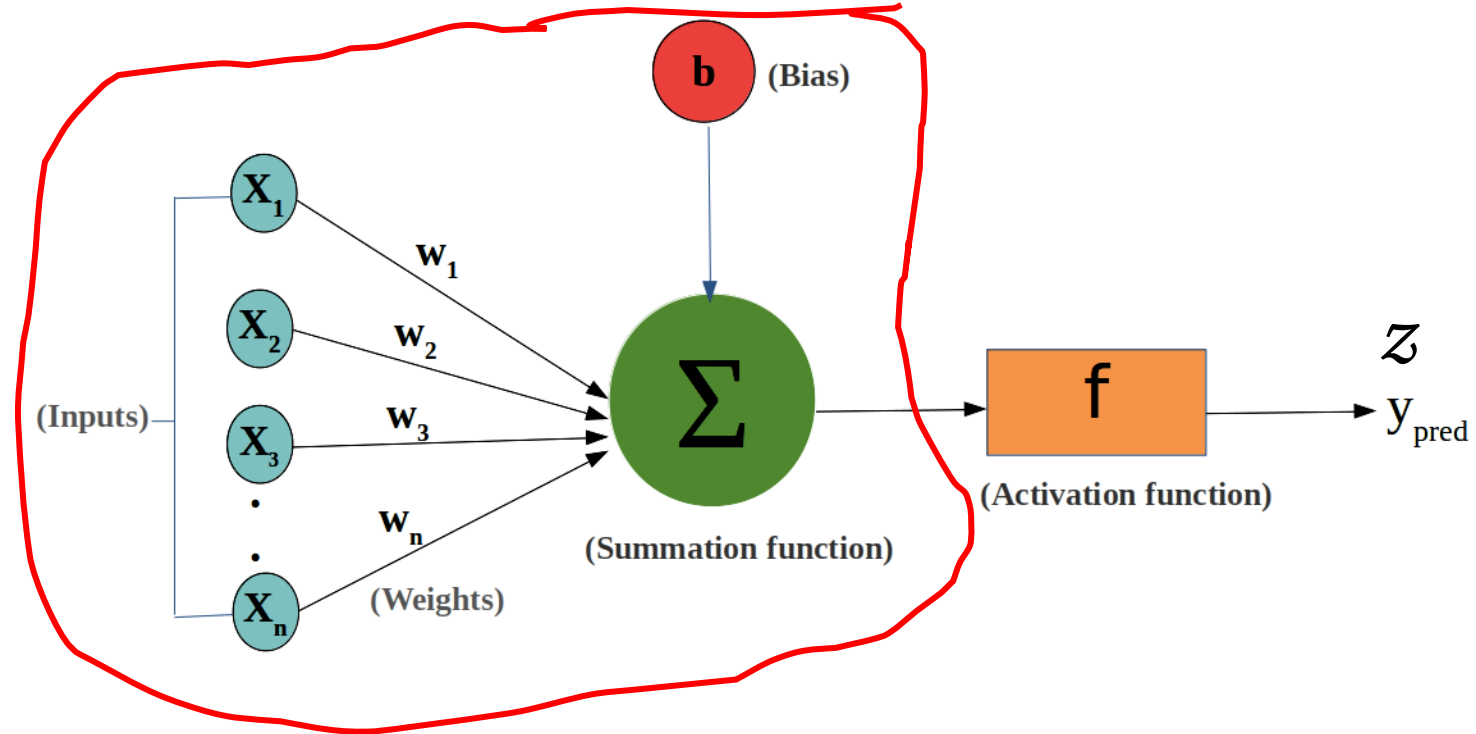 b (Bias)
X1
w1
X2
w2
(Inputs)
X3
w3
Σ
f
z
ypred
(Activation function)
wn
(Summation function)
Xn
(Weights)